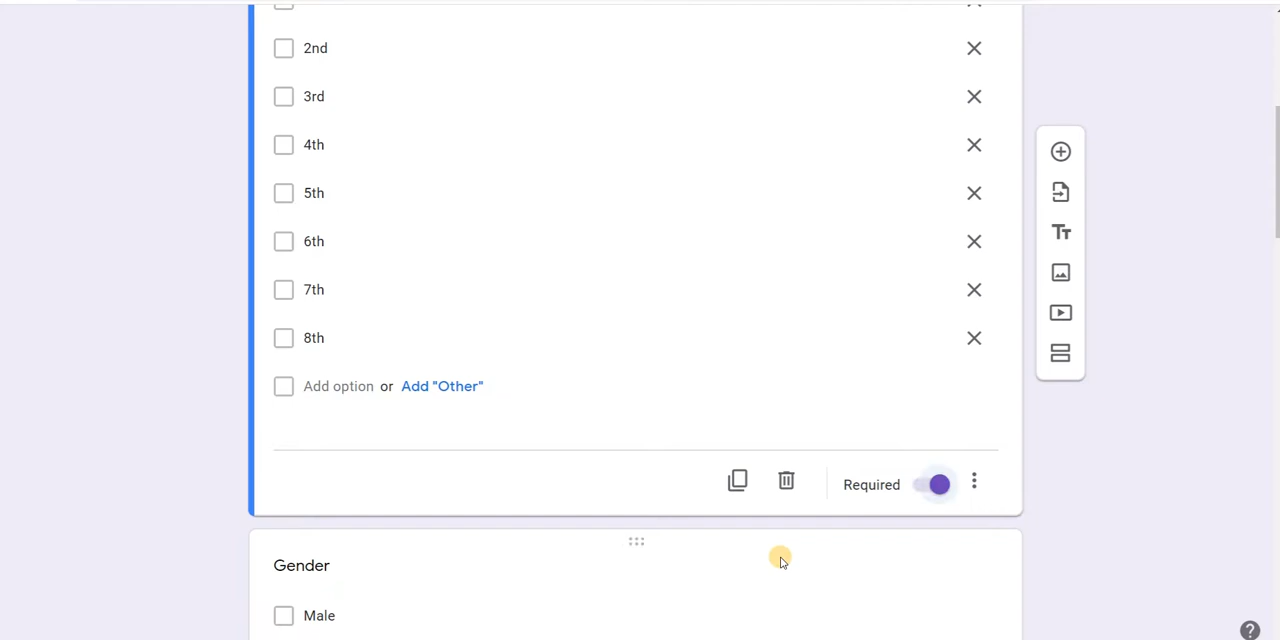 2nd
3rd
4th
5th
6th
7th
8th
Add option or Add "Other"
Required
Gender
Male